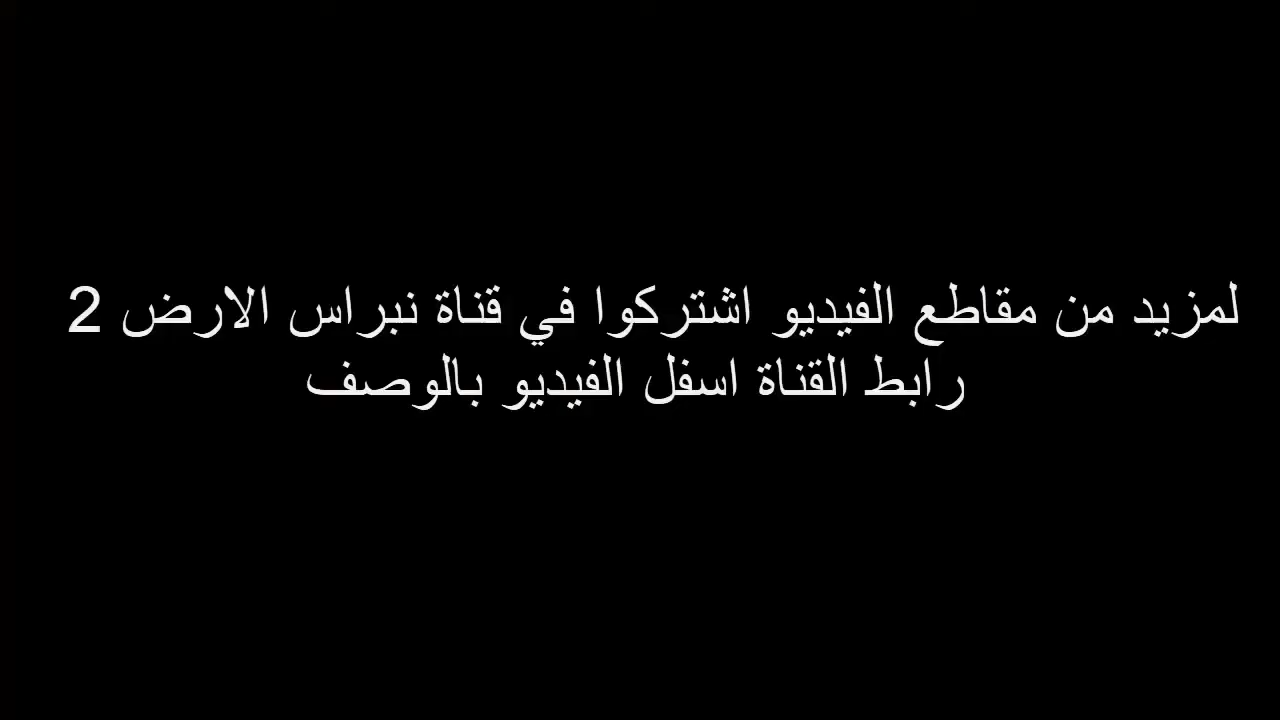 لمزيد من مقاطع الفيديو اشتركوا في قناة نبراس الارض 2
رابط القناة اسفل الفيديو بالوصف